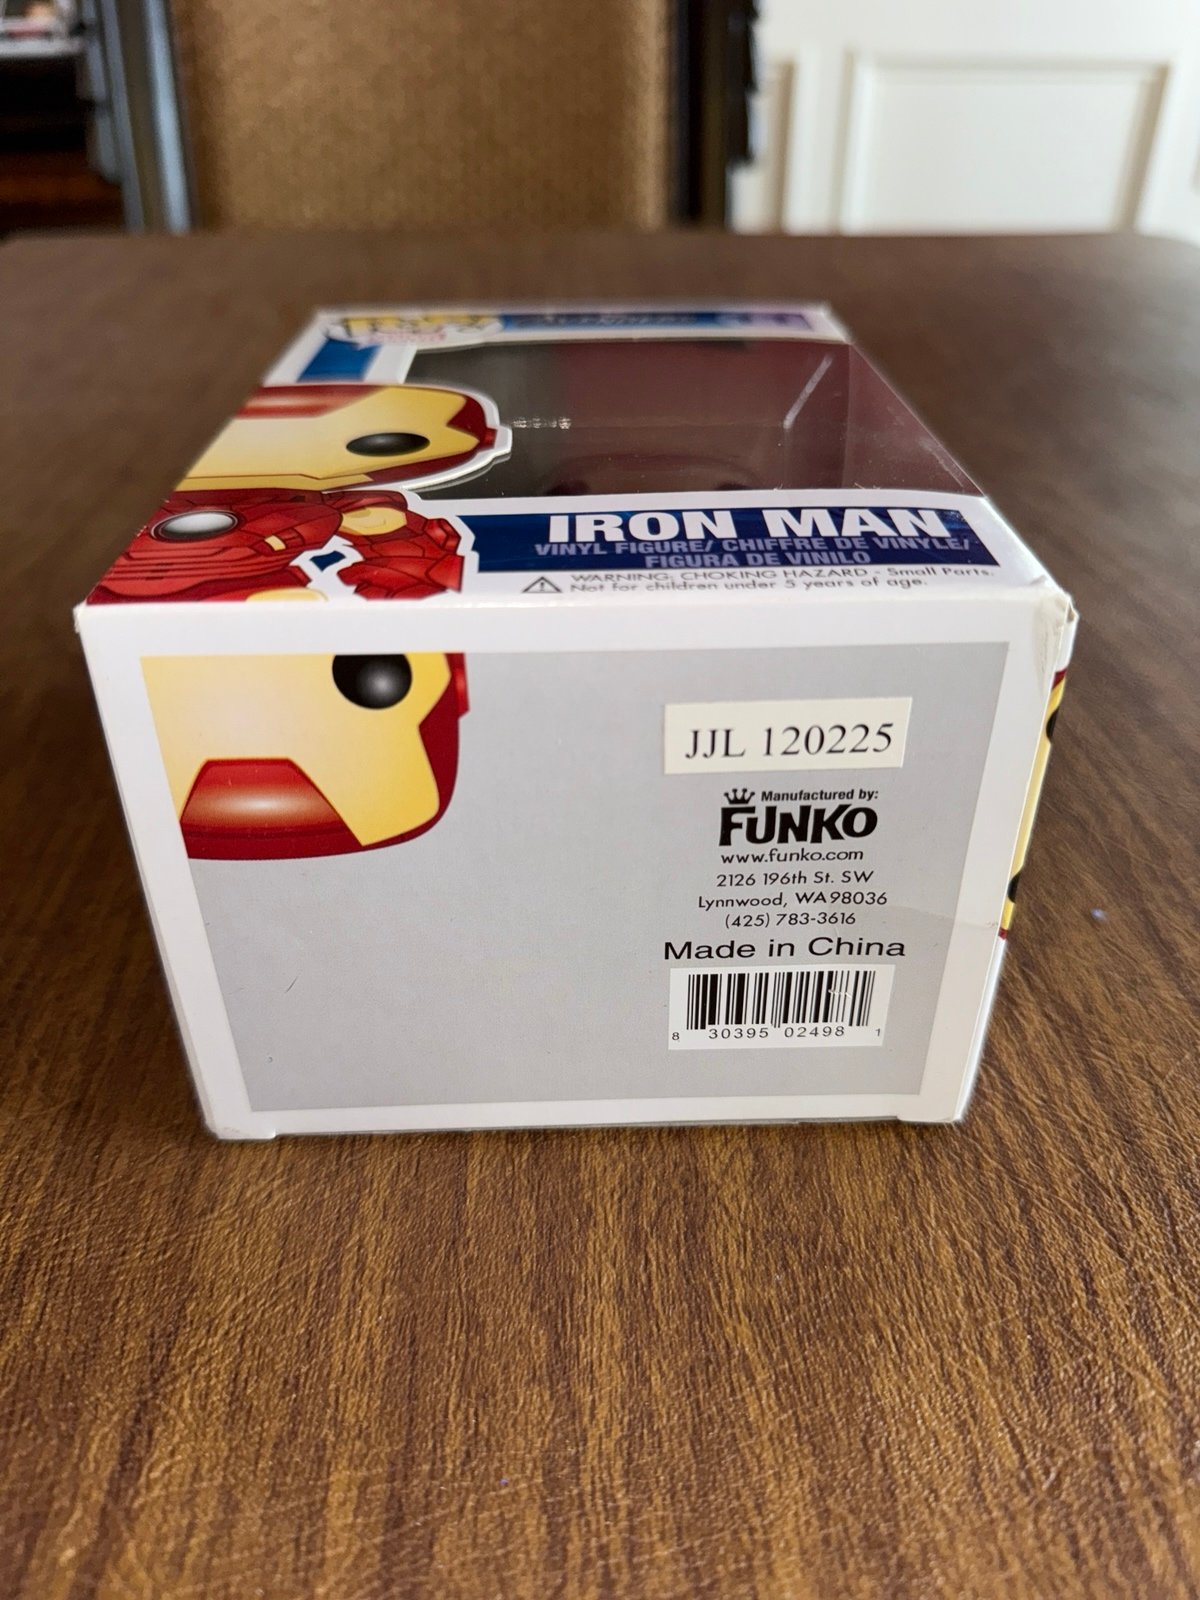 IRON MAN
VINYL FIGURE/ CHIFFRE DE VINYLE/
FIGURA DE VINILO
WARNING: CHOKING HAZARD - Small Parts.
Not for children under 5 years of age.
JJL 120225
Manufactured by:
FUNKO
www.funko.com
2126 196th St. SW
Lynnwood, WA98036
(425) 783-3616
Made in China
8 30395 02498 1